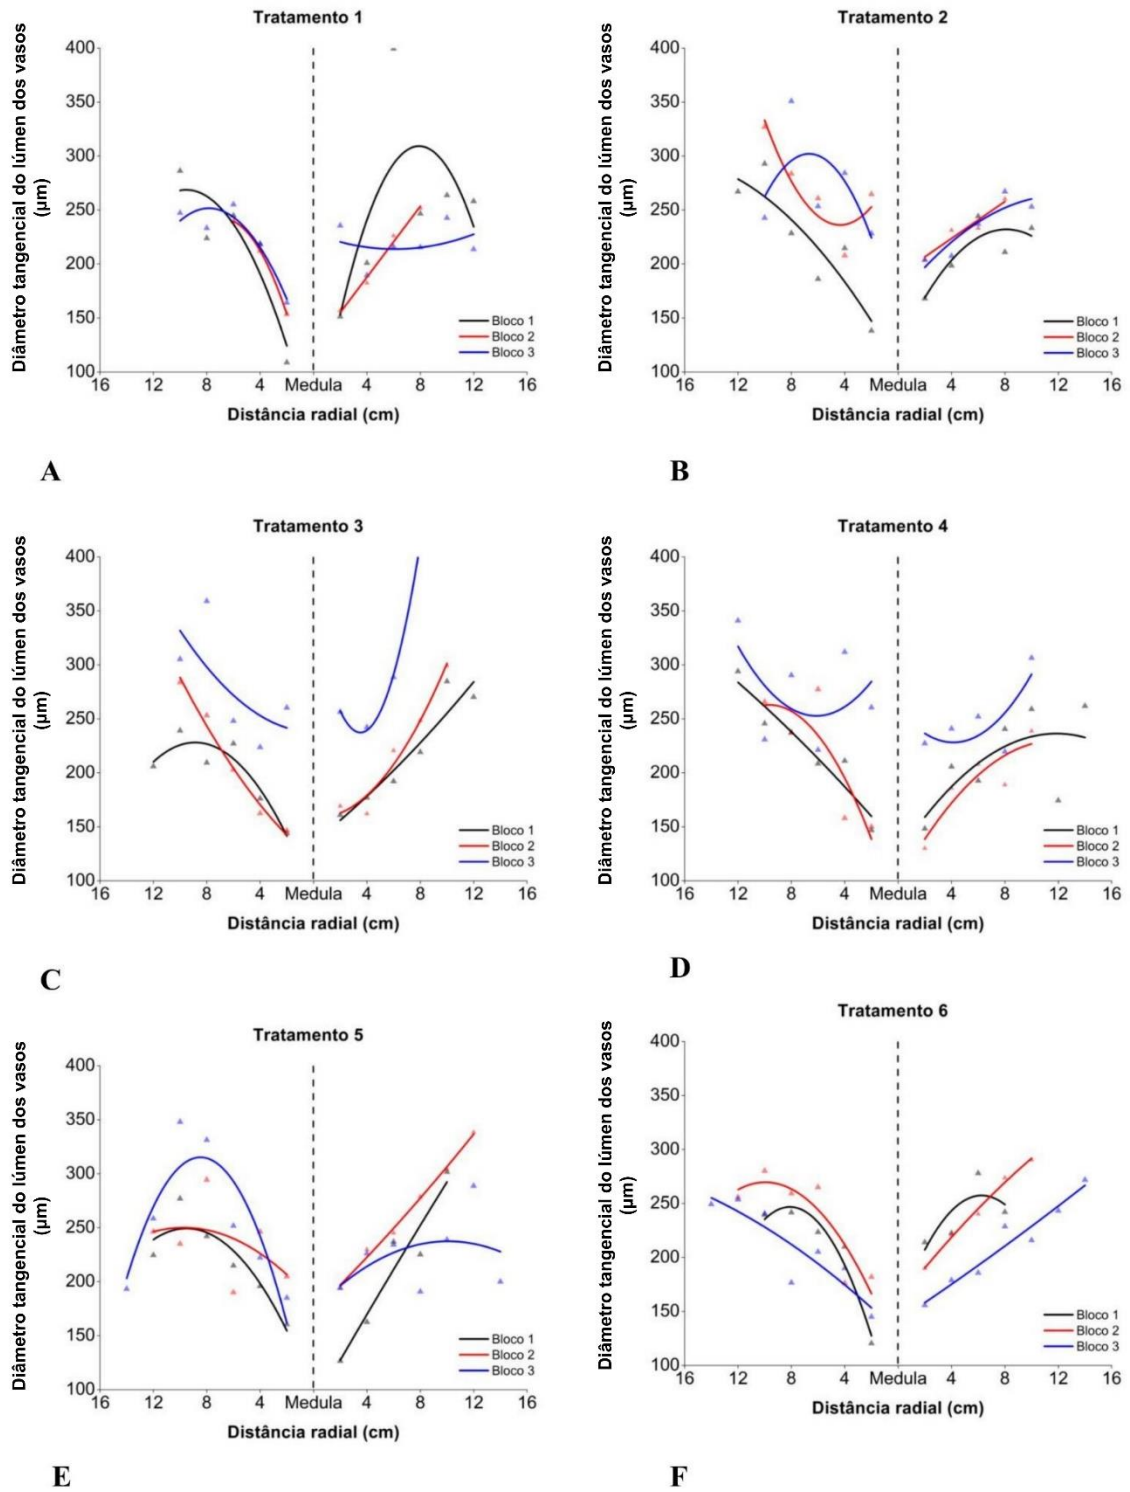 Tratamento 1
Diâmetro tangencial do lúmen dos vasos
(µm)
400
350
300
250
200
150
100
Bloco 1
Bloco 2
Bloco 3
16 12 8 4 Medula 4 8 12 16
Distância radial (cm)
A
Tratamento 2
Diâmetro tangencial do lúmen dos vasos
(µm)
400
350
300
250
200
150
100
Bloco 1
Bloco 2
Bloco 3
16 12 8 4 Medula 4 8 12 16
Distância radial (cm)
B
Tratamento 3
Diâmetro tangencial do lúmen dos vasos
(µm)
400
350
300
250
200
150
100
Bloco 1
Bloco 2
Bloco 3
16 12 8 4 Medula 4 8 12 16
Distância radial (cm)
C
Tratamento 4
Diâmetro tangencial do lúmen dos vasos
(µm)
400
350
300
250
200
150
100
Bloco 1
Bloco 2
Bloco 3
16 12 8 4 Medula 4 8 12 16
Distância radial (cm)
D
Tratamento 5
Diâmetro tangencial do lúmen dos vasos
(µm)
400
350
300
250
200
150
100
Bloco 1
Bloco 2
Bloco 3
16 12 8 4 Medula 4 8 12 16
Distância radial (cm)
E
Tratamento 6
Diâmetro tangencial do lúmen dos vasos
(µm)
400
350
300
250
200
150
100
Bloco 1
Bloco 2
Bloco 3
16 12 8 4 Medula 4 8 12 16
Distância radial (cm)
F